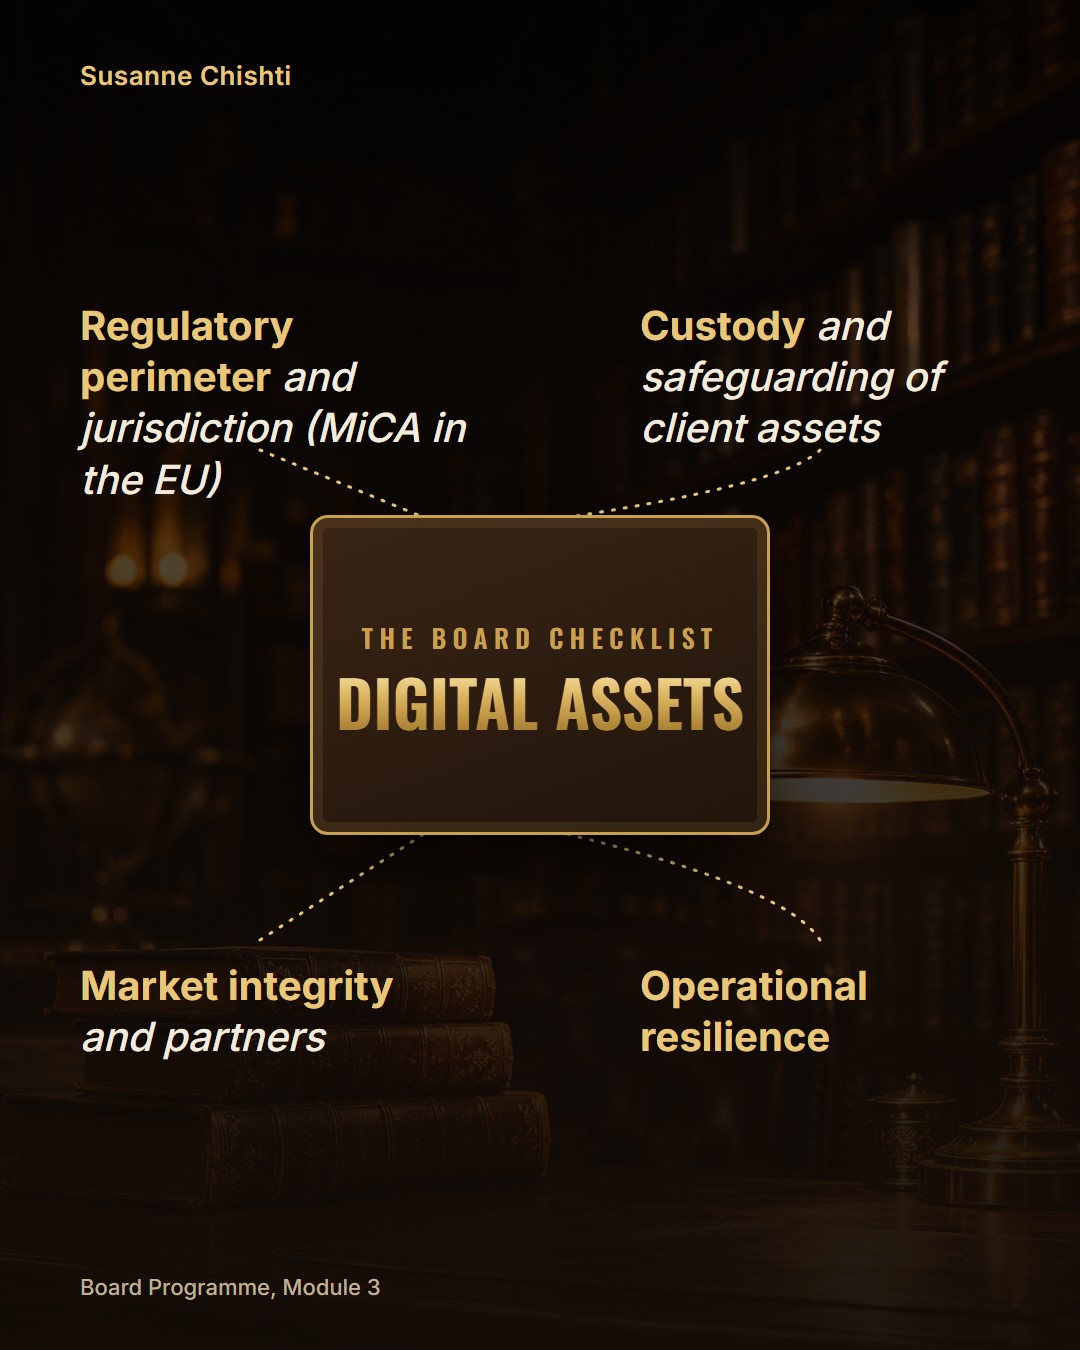 Susanne Chishti
Regulatory
perimeter and
jurisdiction (MiCA in
the EU)
Custody and
safeguarding of
client assets
THE BOARD CHECKLIST
DIGITAL ASSETS
Market integrity
and partners
Operational
resilience
Board Programme, Module 3